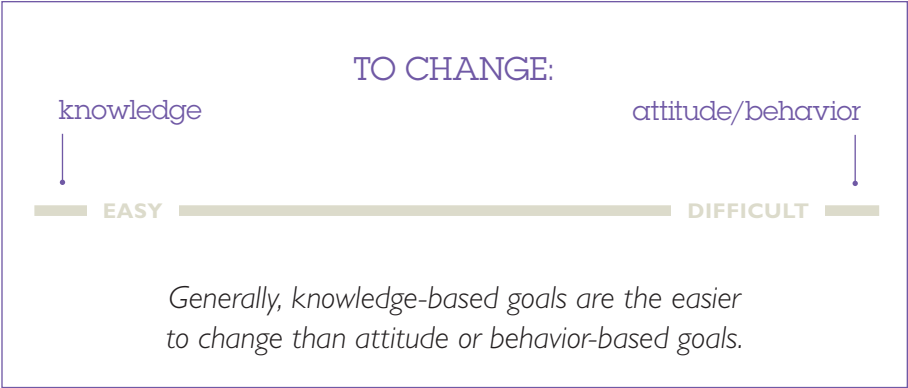 TO CHANGE:
knowledge
attitude/behavior
EASY
DIFFICULT
Generally, knowledge-based goals are the easier
to change than attitude or behavior-based goals.